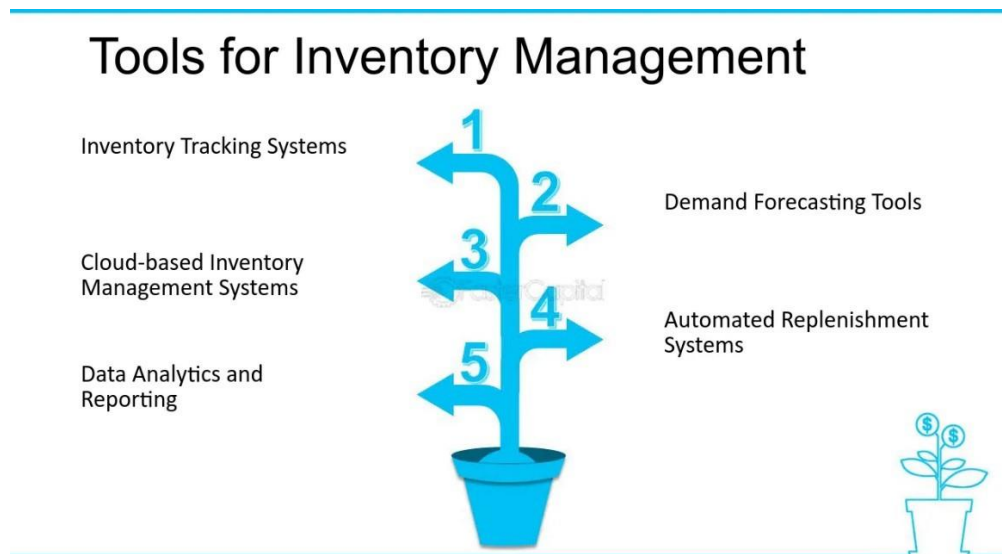 Tools for Inventory Management
1
Inventory Tracking Systems
2
Demand Forecasting Tools
3
Cloud-based Inventory
Management Systems
FasterCapital
4
Automated Replenishment
Systems
5
Data Analytics and
Reporting
$
$